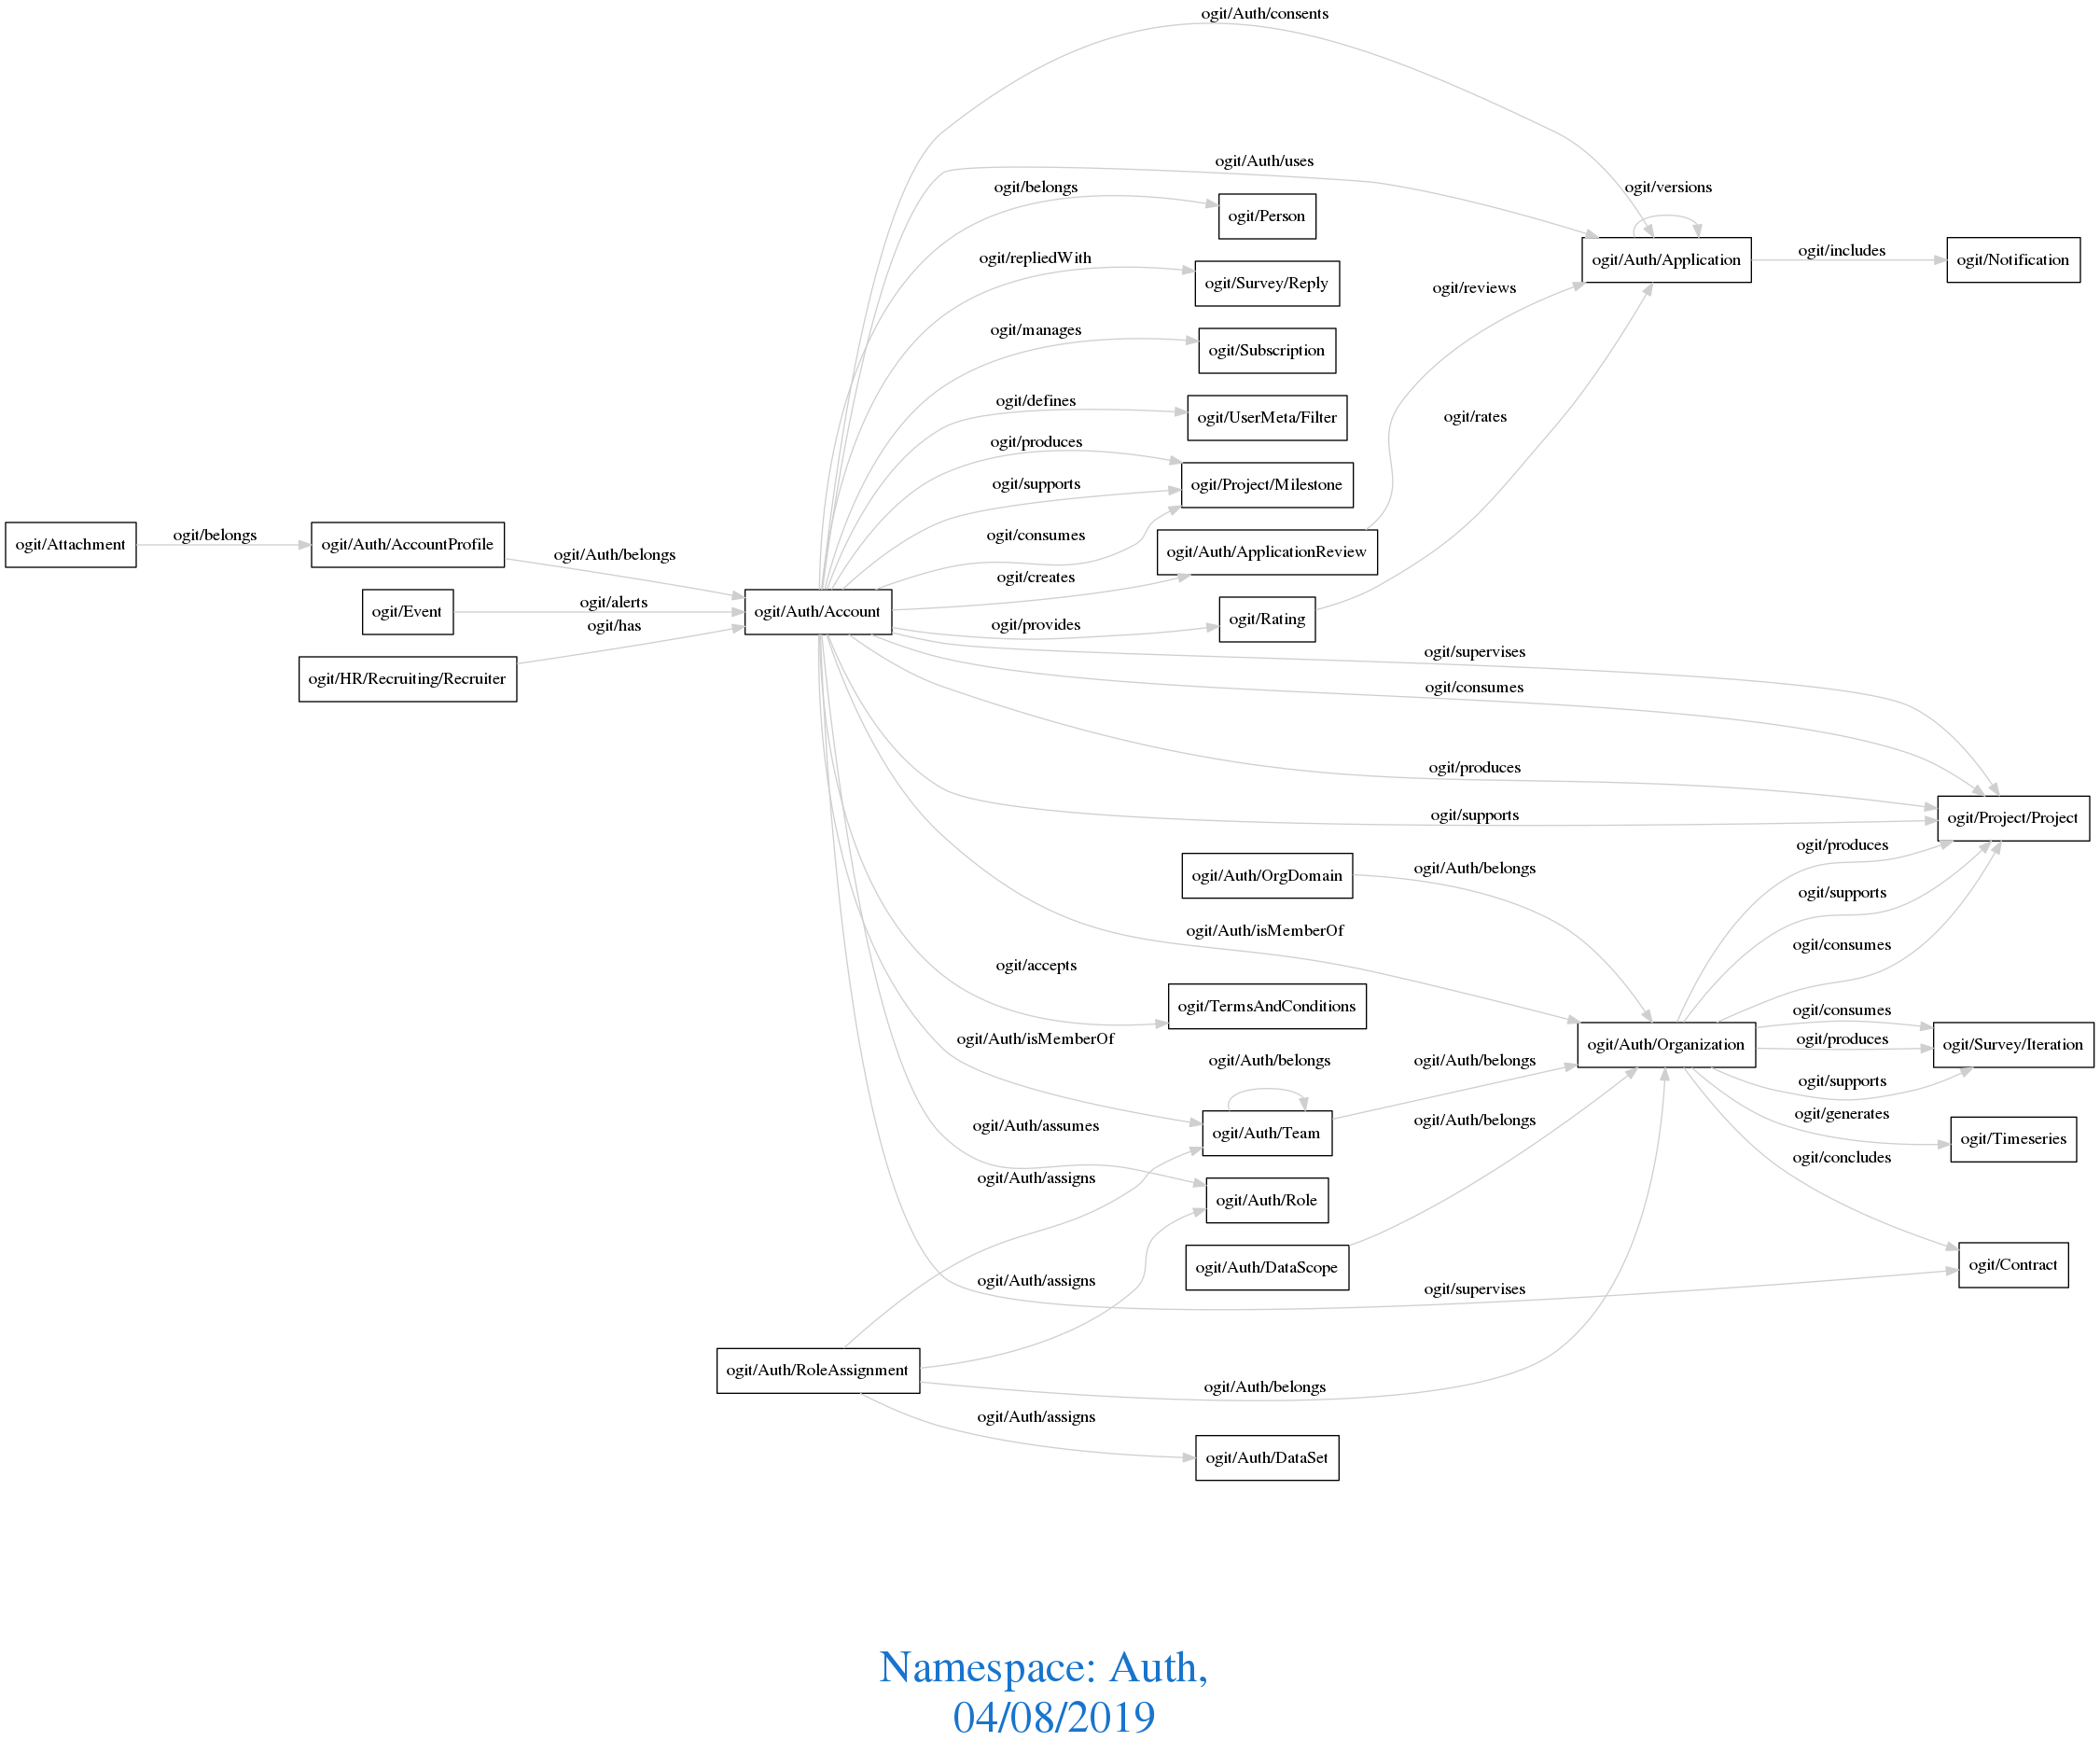 ogit/Auth/consents
ogit/Auth/uses
ogit/belongs
ogit/versions
ogit/Person
ogit/repliedWith
ogit/Auth/Application
ogit/includes
ogit/Notification
ogit/Survey/Reply
ogit/reviews
ogit/manages
ogit/Subscription
ogit/defines
ogit/UserMeta/Filter
ogit/rates
ogit/produces
ogit/supports
ogit/Project/Milestone
ogit/Attachment
ogit/belongs
ogit/Auth/AccountProfile
ogit/Auth/belongs
ogit/consumes
ogit/Auth/ApplicationReview
ogit/creates
ogit/Event
ogit/alerts
ogit/Auth/Account
ogit/has
ogit/provides
ogit/Rating
ogit/HR/Recruiting/Recruiter
ogit/supervises
ogit/consumes
ogit/produces
ogit/supports
ogit/Project/Project
ogit/produces
ogit/Auth/OrgDomain
ogit/Auth/belongs
ogit/supports
ogit/Auth/isMemberOf
ogit/consumes
ogit/accepts
ogit/TermsAndConditions
ogit/consumes
ogit/Auth/isMemberOf
ogit/Auth/Organization
ogit/produces
ogit/Survey/Iteration
ogit/Auth/belongs
ogit/Auth/belongs
ogit/supports
ogit/generates
ogit/Auth/assumes
ogit/Auth/Team
ogit/Auth/belongs
ogit/Timeseries
ogit/concludes
ogit/Auth/assigns
ogit/Auth/Role
ogit/Auth/DataScope
ogit/Contract
ogit/Auth/assigns
ogit/supervises
ogit/Auth/RoleAssignment
ogit/Auth/belongs
ogit/Auth/assigns
ogit/Auth/DataSet
Namespace: Auth,
04/08/2019